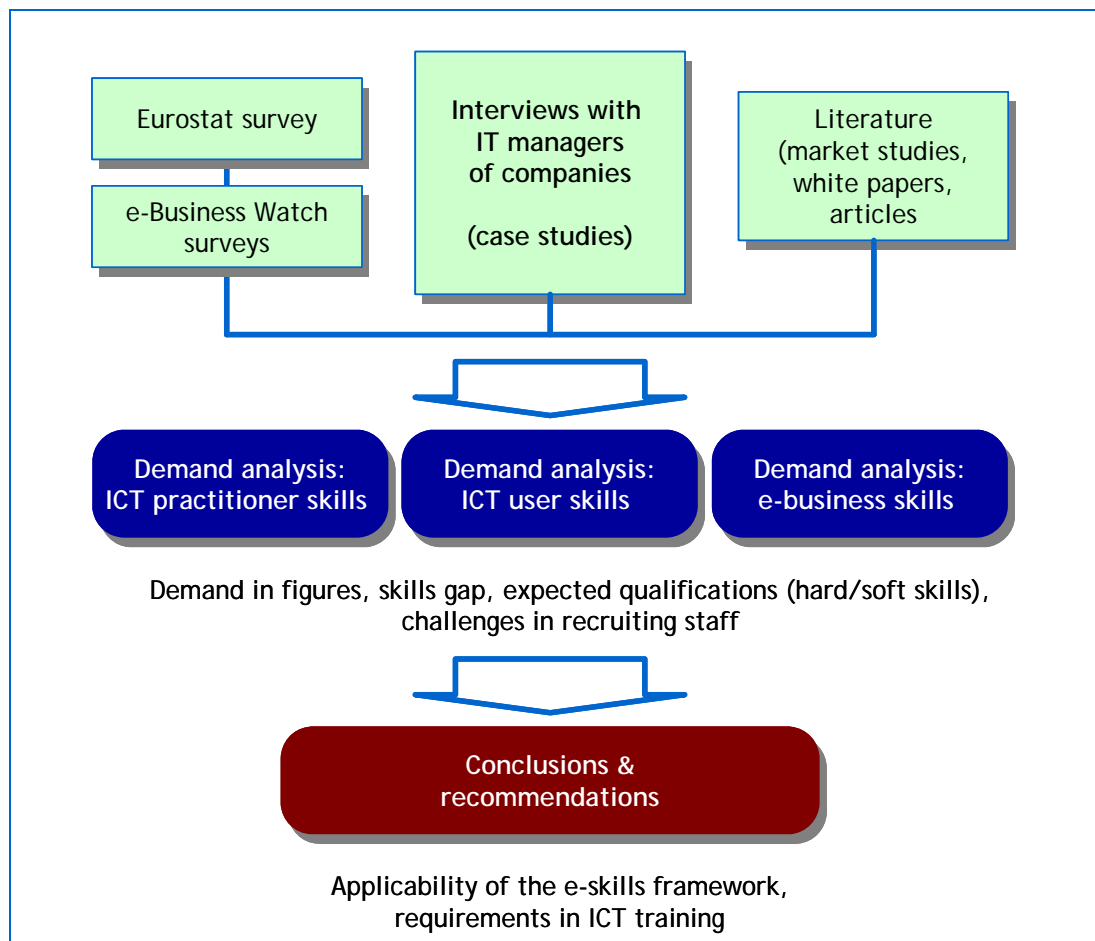 Eurostat survey
e-Business Watch
surveys
Interviews with
IT managers
of companies
(case studies)
Literature
(market studies,
white papers,
articles
Demand analysis:
ICT practitioner skills
Demand analysis:
ICT user skills
Demand analysis:
e-business skills
Demand in figures, skills gap, expected qualifications (hard/soft skills),
challenges in recruiting staff
Conclusions &
recommendations
Applicability of the e-skills framework,
requirements in ICT training